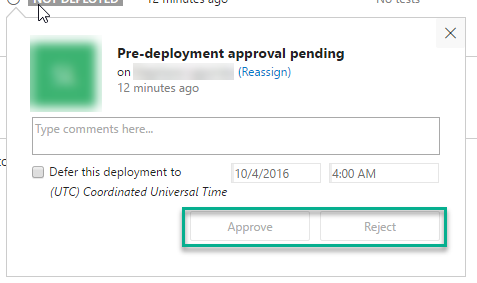 NOT DEPLOYED 12 minutes ago No tests
Pre-deployment approval pending
on (Reassign)
12 minutes ago
Type comments here...
Defer this deployment to 10/4/2016 4:00 AM
(UTC) Coordinated Universal Time
Approve Reject